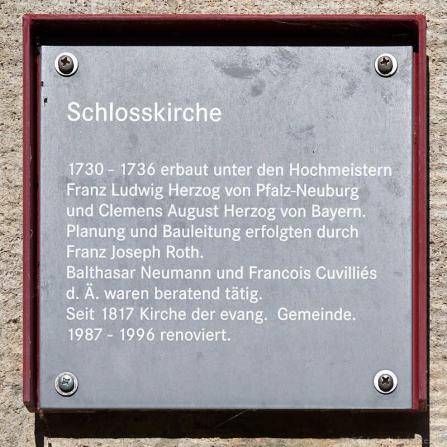 Schlosskirche
1730 - 1736 erbaut unter den Hochmeistern
Franz Ludwig Herzog von Pfalz-Neuburg
und Clemens August Herzog von Bayern.
Planung und Bauleitung erfolgten durch
Franz Joseph Roth.
Balthasar Neumann und Francois Cuvilliés
d. Ä. waren beratend tätig.
Seit 1817 Kirche der evang. Gemeinde.
1987 - 1996 renoviert.